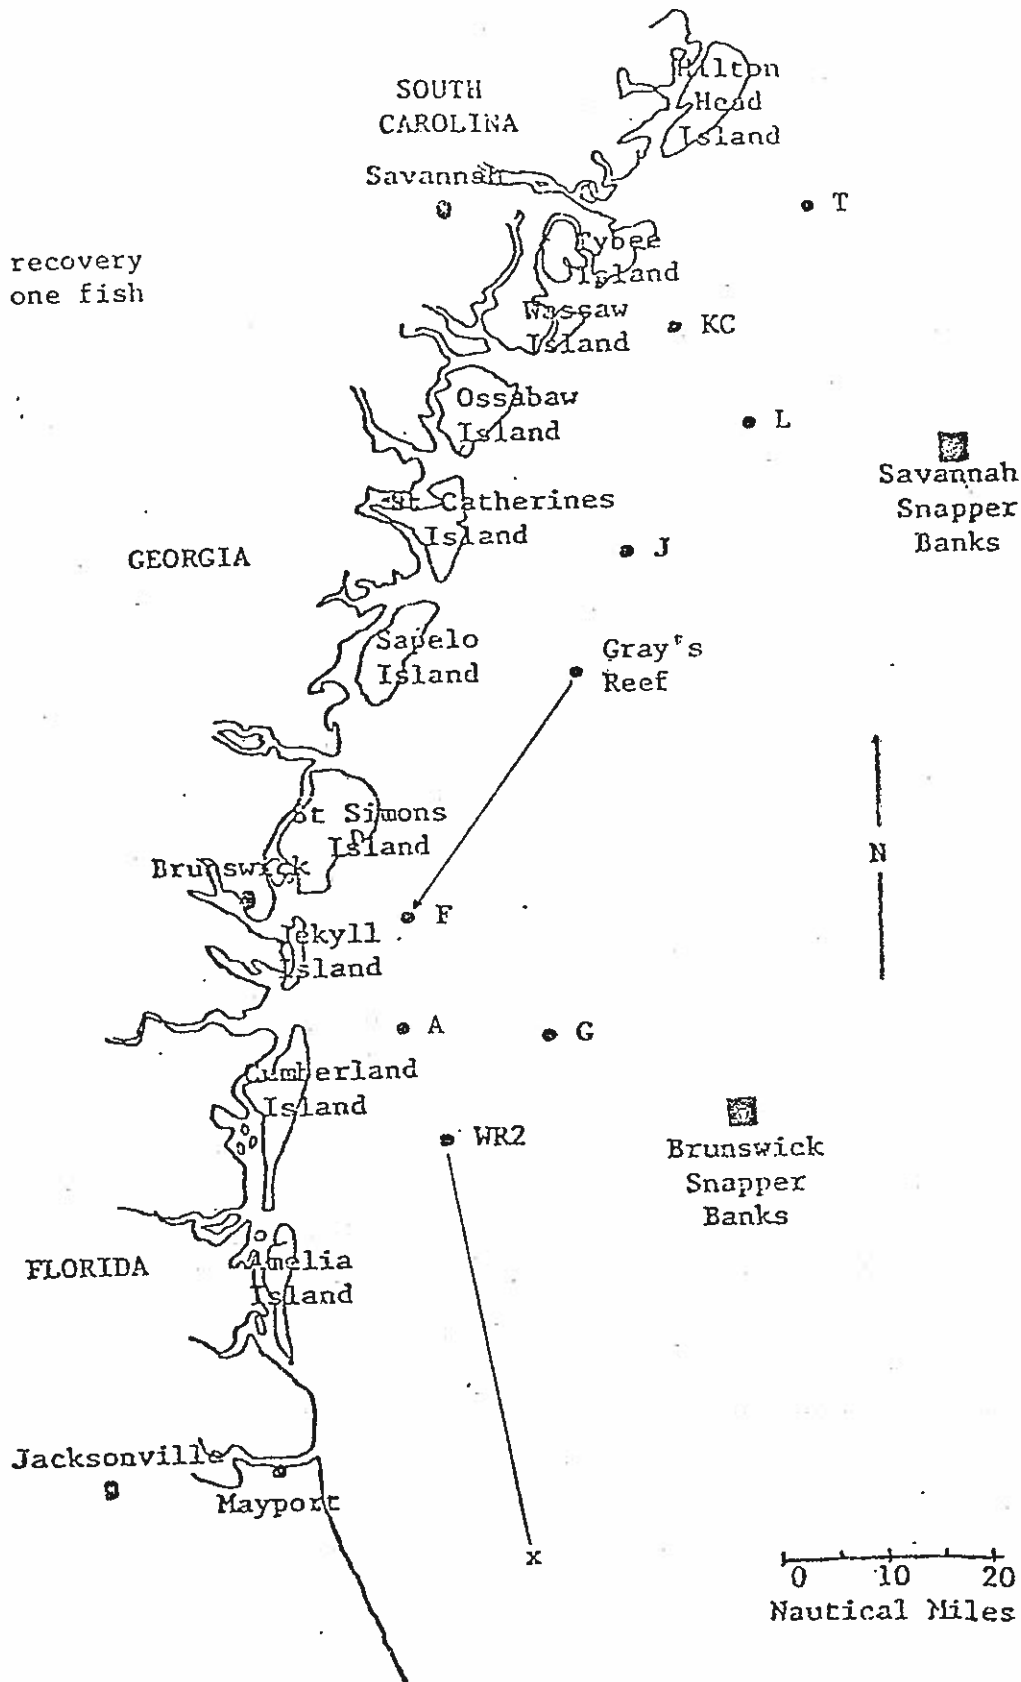 Hilton
Head
Island
SOUTH
CAROLINA
Savannah
T
recovery
one fish
Tybee
Island
Wassaw
Island
KC
Ossabaw
Island
L
Savannah
Snapper
Banks
St Catherines
Island
J
GEORGIA
Sapelo
Island
Gray's
Reef
St Simons
Island
N
Brunswick
F
Jekyll
Island
A
G
Cumberland
Island
WR2
Brunswick
Snapper
Banks
FLORIDA
Amelia
Island
Jacksonville
Mayport
x
0 10 20
Nautical Miles